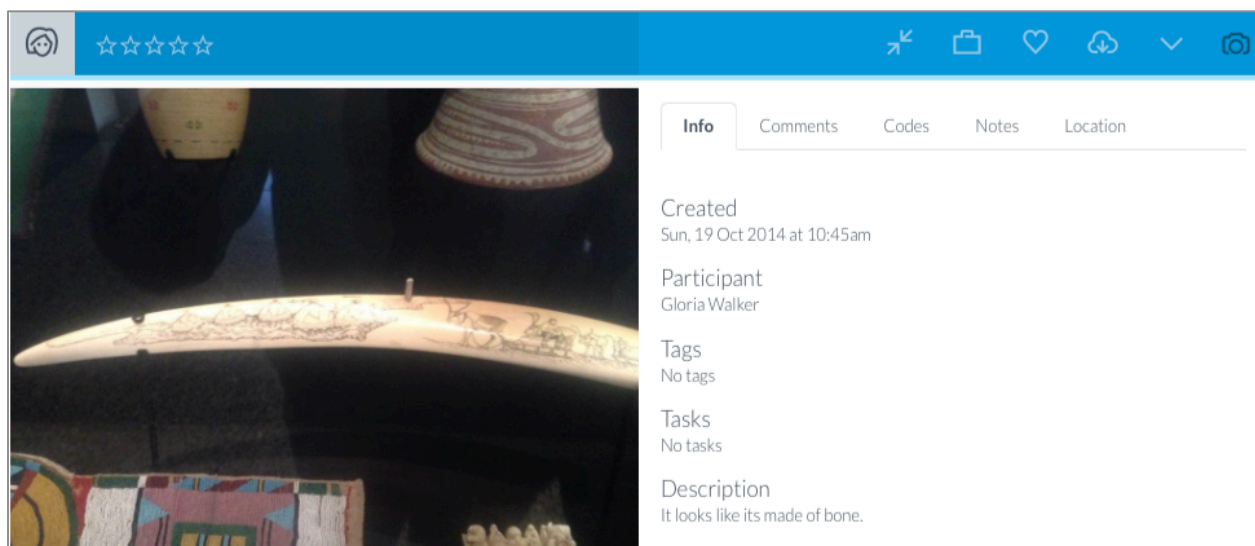 Info Comments Codes Notes Location
Created
Sun, 19 Oct 2014 at 10:45am
Participant
Gloria Walker
Tags
No tags
Tasks
No tasks
Description
It looks like its made of bone.